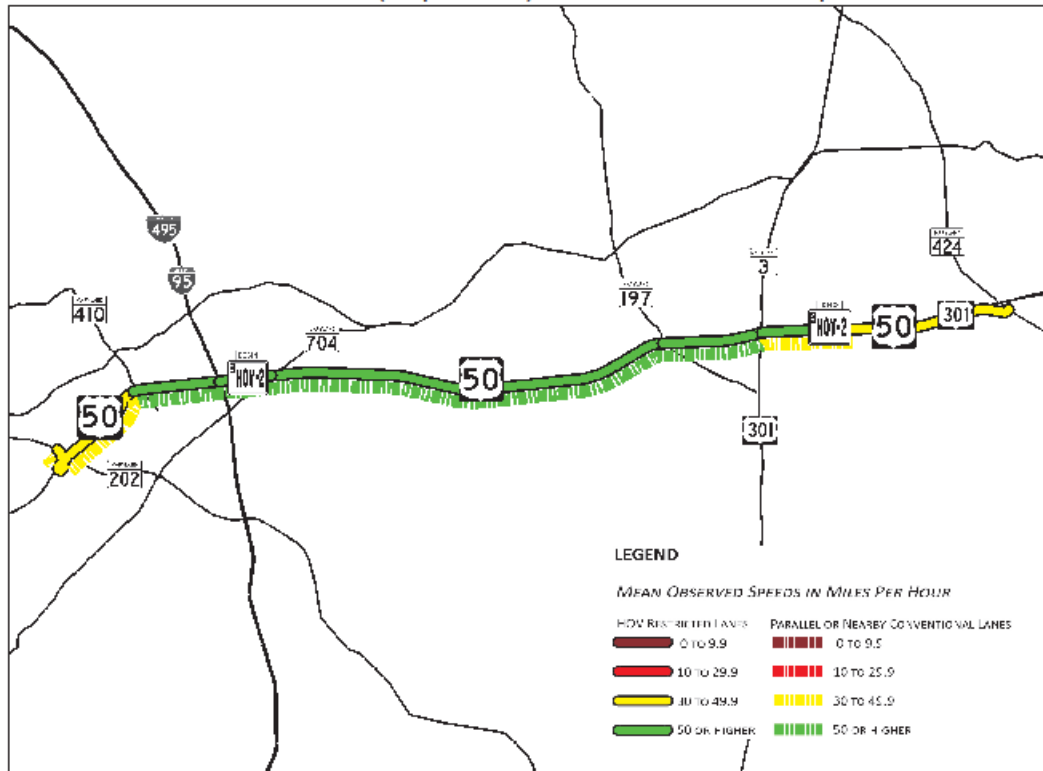 495
95
410
704
HOV-2
50
202
197
3
424
HOV-2
50
301
50
301
LEGEND
MEAN OBSERVED SPEEDS IN MILES PER HOUR
HOV RESTRICTED LANES PARALLEL OR NEARBY CONVENTIONAL LANES
0 TO 9.9 0 TO 9.9
10 TO 29.9 10 TO 29.9
30 TO 49.9 30 TO 49.9
50 OR HIGHER 50 OR HIGHER